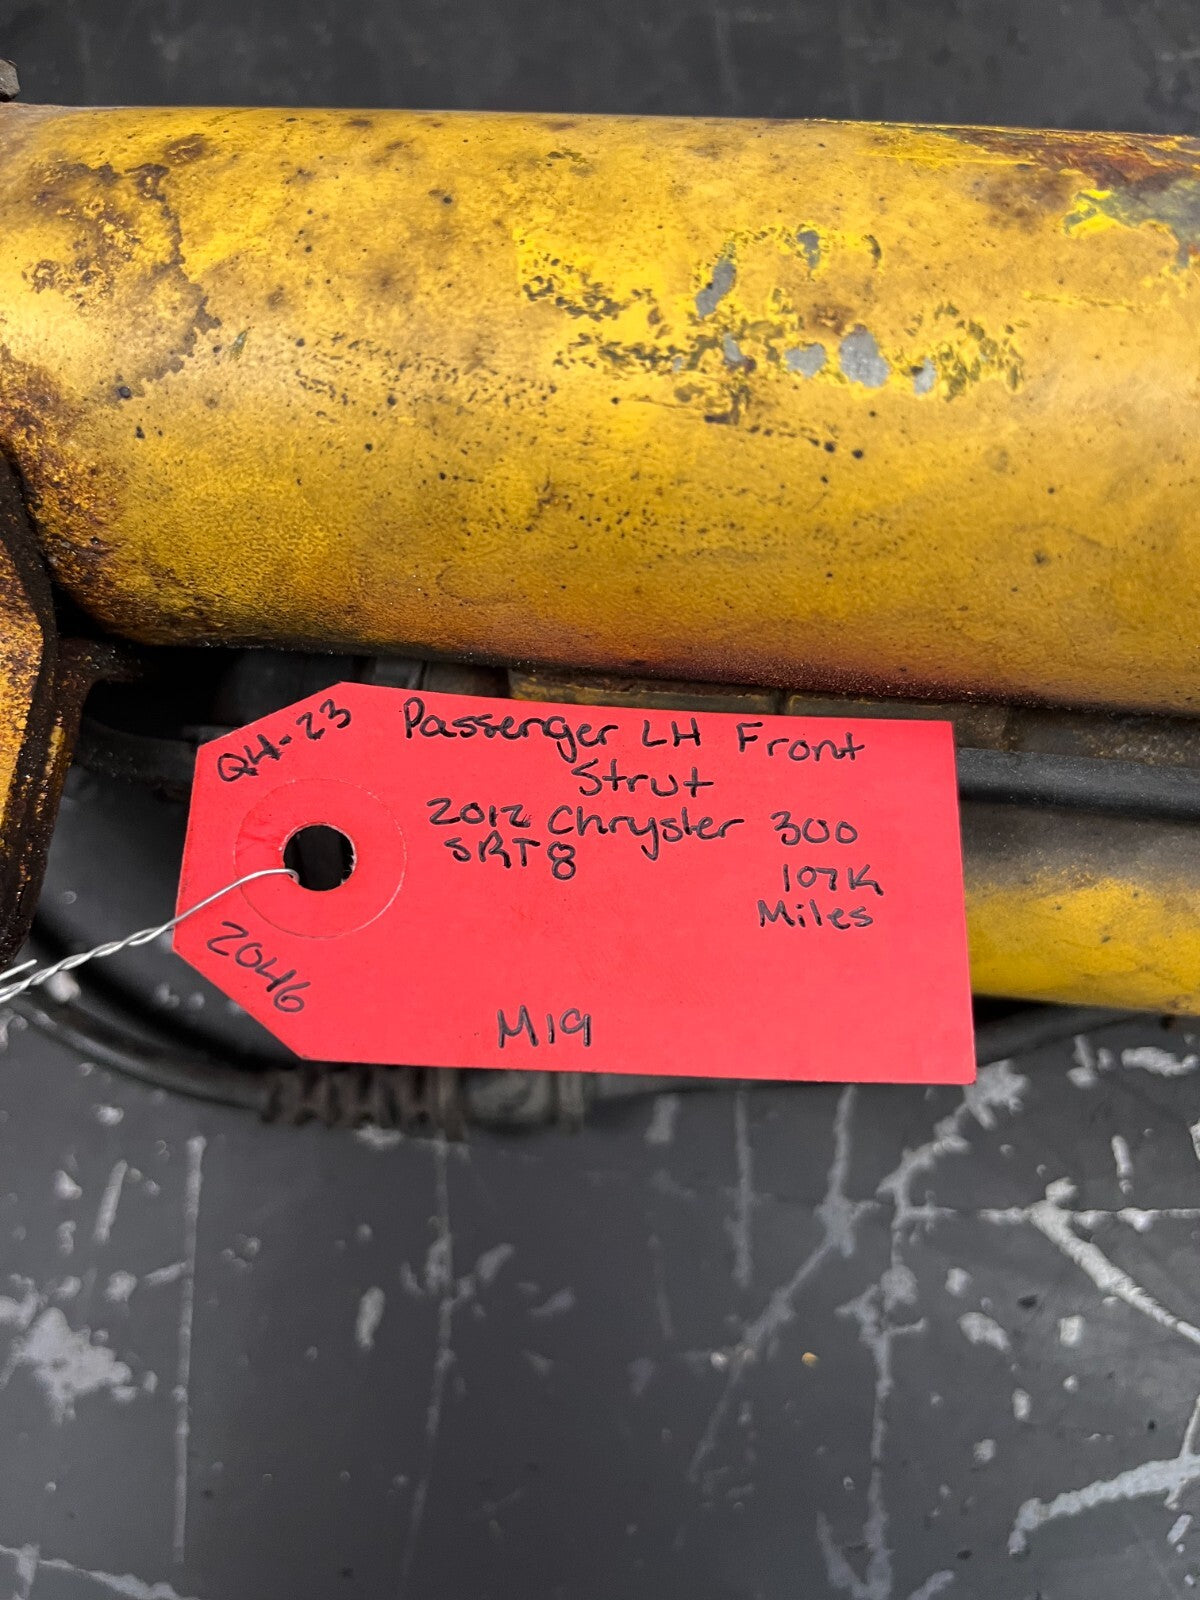 Q4-23
Passenger LH Front
Strut
2012 Chrysler 300
SRT8
107K
Miles
2046
M19